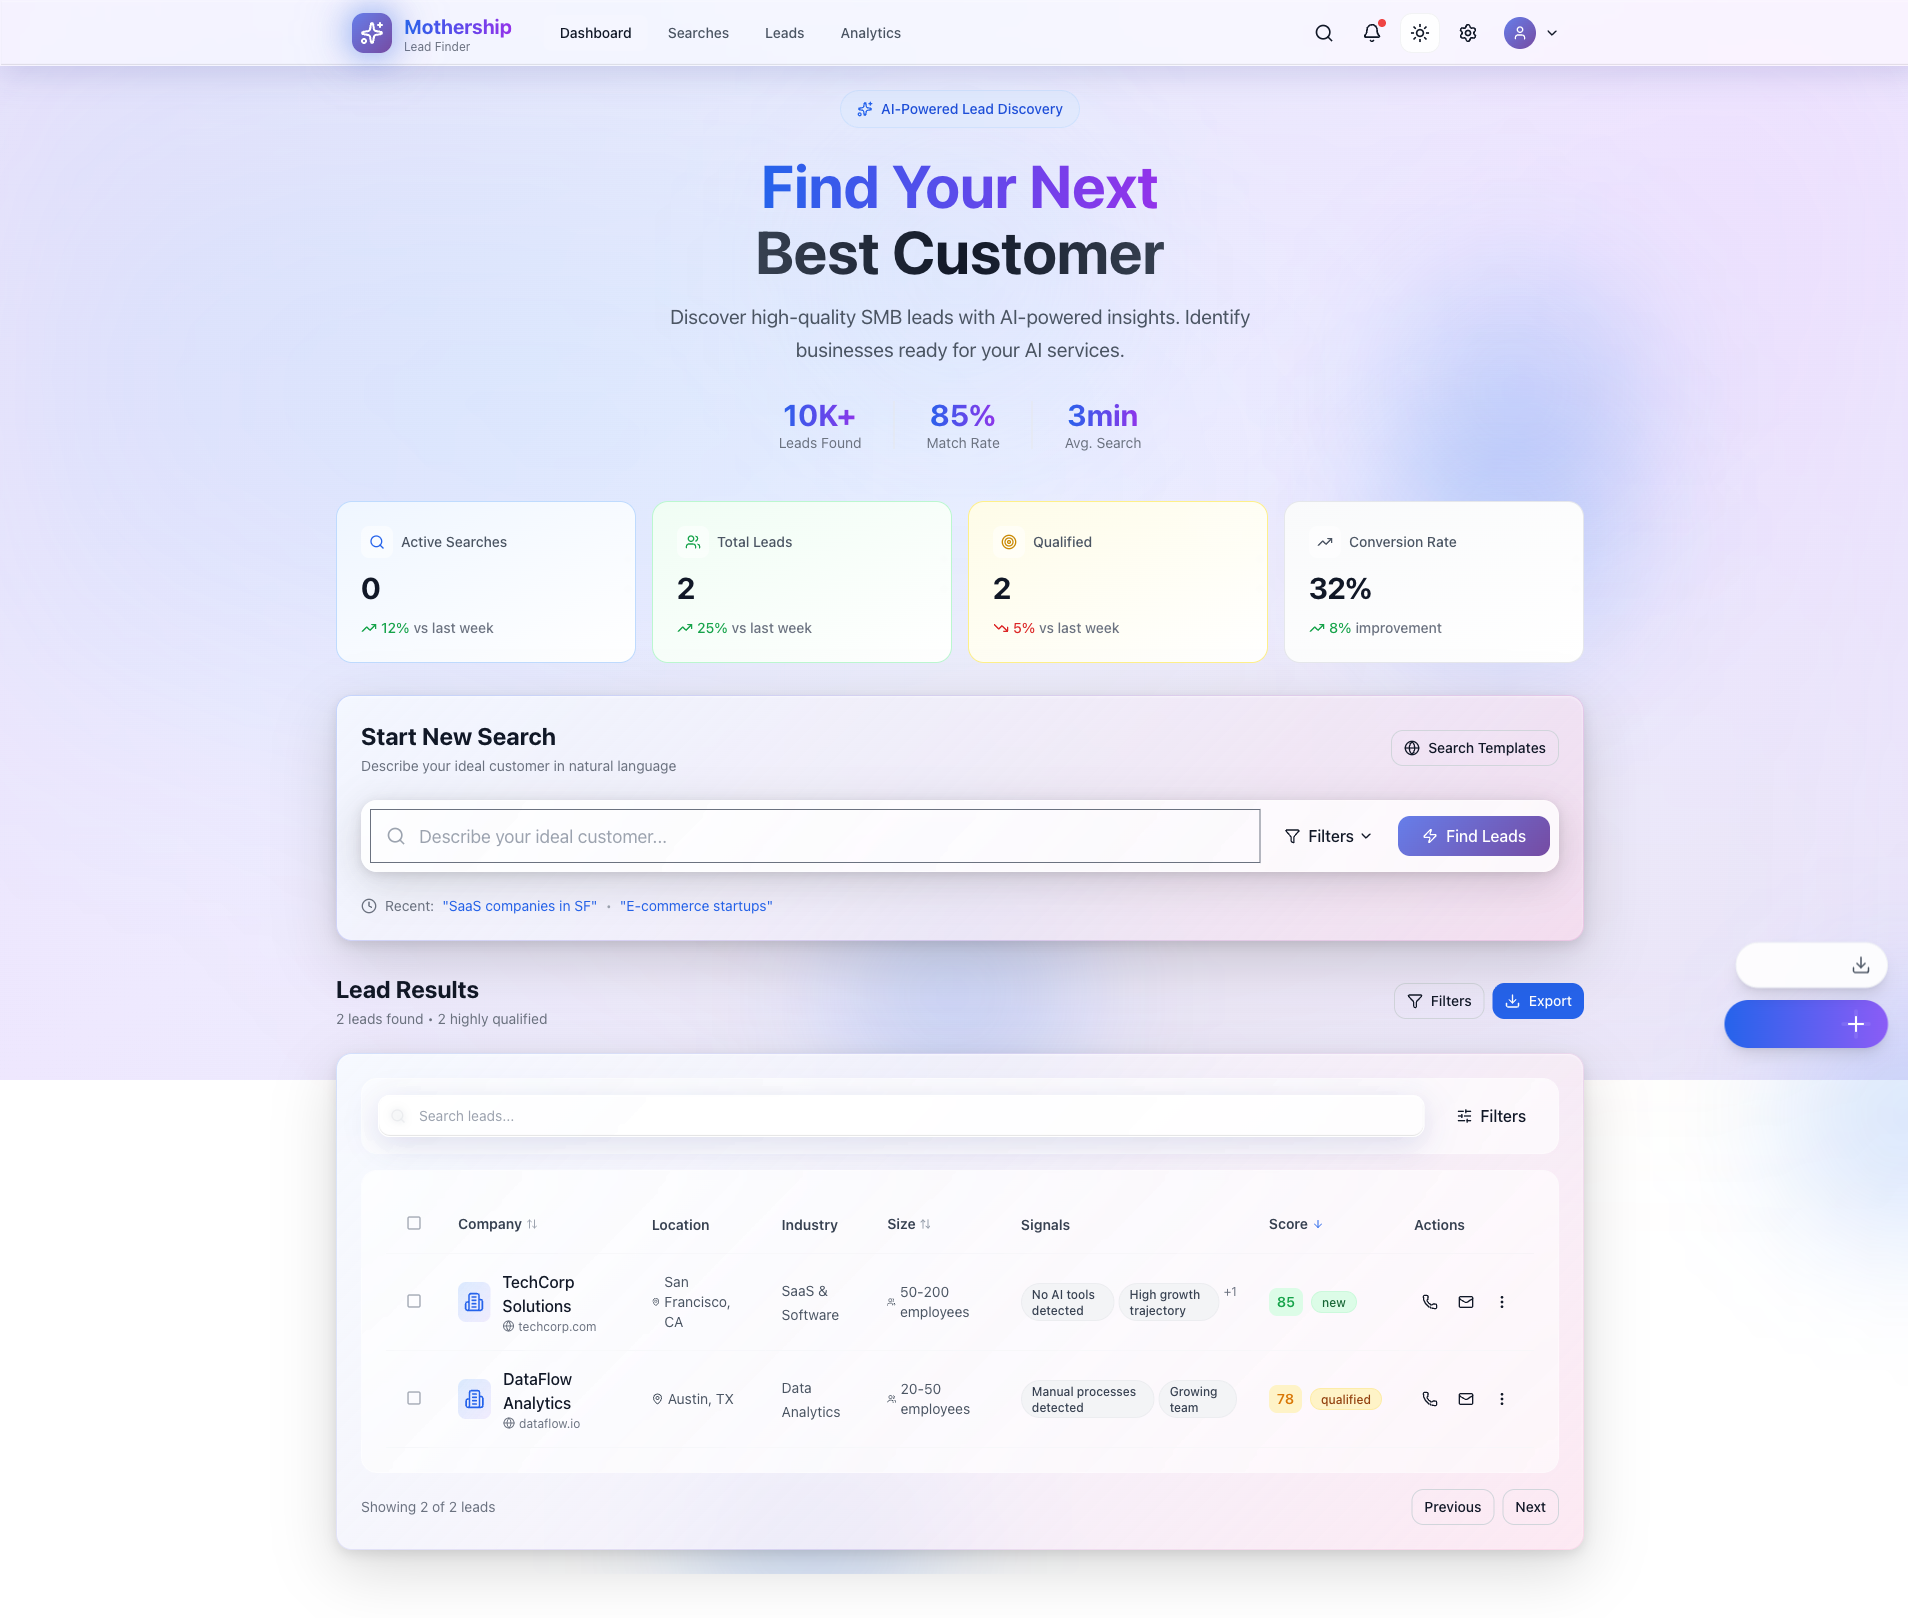 Mothership
Lead Finder
Dashboard
Searches
Leads
Analytics
AI-Powered Lead Discovery
Find Your Next
Best Customer
Discover high-quality SMB leads with AI-powered insights. Identify
businesses ready for your AI services.
10K+
Leads Found
85%
Match Rate
3min
Avg. Search
Active Searches
0
12% vs last week
Total Leads
2
25% vs last week
Qualified
2
5% vs last week
Conversion Rate
32%
8% improvement
Start New Search
Describe your ideal customer in natural language
Search Templates
Describe your ideal customer...
Filters
Find Leads
Recent: "SaaS companies in SF" • "E-commerce startups"
Lead Results
2 leads found • 2 highly qualified
Filters
Export
Search leads...
Filters
Company
Location
Industry
Size
Signals
Score
Actions
TechCorp
Solutions
techcorp.com
San
Francisco,
CA
SaaS &
Software
50-200
employees
No AI tools
detected
High growth
trajectory
+1
85
new
DataFlow
Analytics
dataflow.io
Austin, TX
Data
Analytics
20-50
employees
Manual processes
detected
Growing
team
78
qualified
Showing 2 of 2 leads
Previous
Next